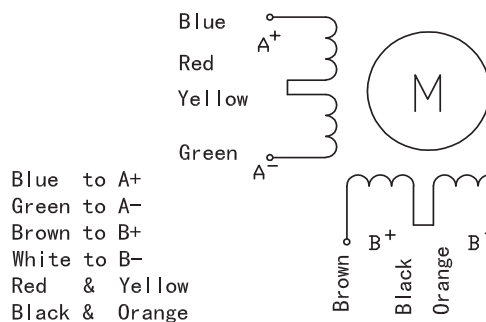 Blue
A+
Red
Yellow
Green
A-
M
Blue to A+
Green to A-
Brown to B+
White to B-
Red & Yellow
Black & Orange
Brown
B+
Black
Orange
B